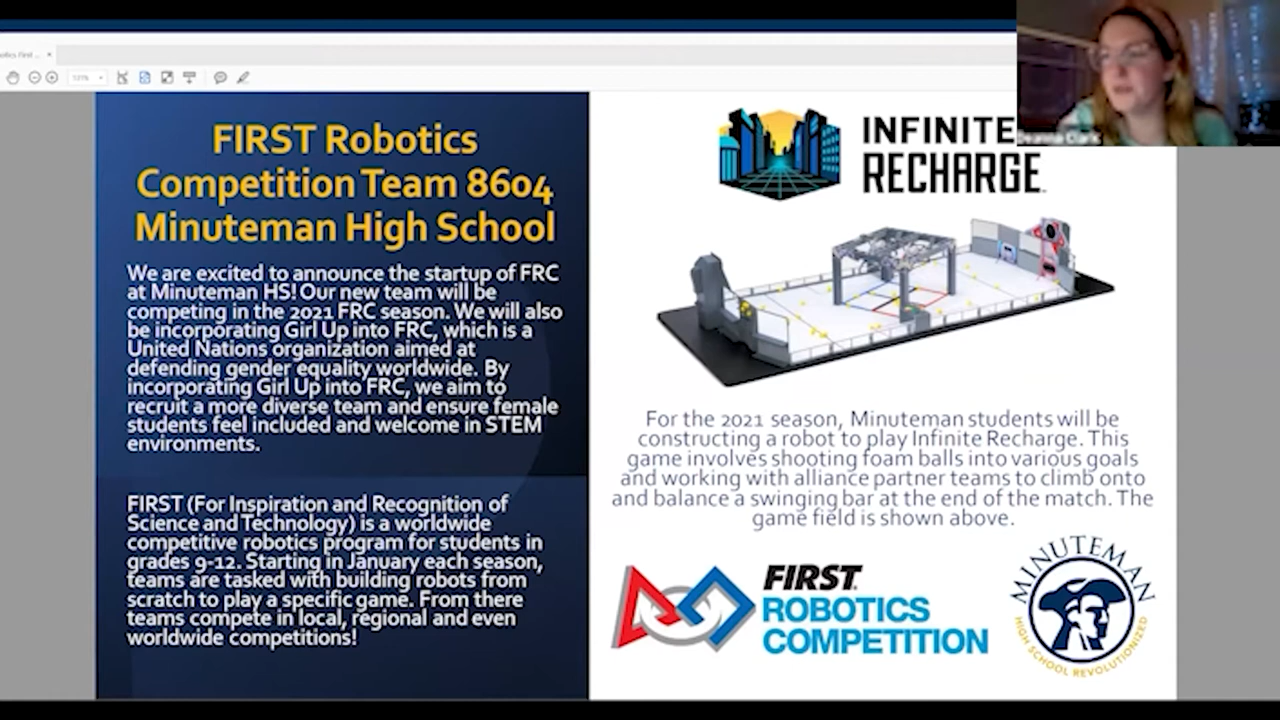 FIRST Robotics
Competition Team 8604
Minuteman High School
We are excited to announce the startup of FRC
at Minuteman HS! Our new team will be
competing in the 2021 FRC season. We will also
be incorporating Girl Up into FRC, which is a
United Nations organization aimed at
defending gender equality worldwide. By
incorporating Girl Up into FRC, we aim to
recruit a more diverse team and ensure female
students feel included and welcome in STEM
environments.
FIRST (For Inspiration and Recognition of
Science and Technology) is a worldwide
competitive robotics program for students in
grades 9-12. Starting in January each season,
teams are tasked with building robots from
scratch to play a specific game. From there
teams compete in local, regional and even
worldwide competitions!
INFINITE
RECHARGE
For the 2021 season, Minuteman students will be
constructing a robot to play Infinite Recharge. This
game involves shooting foam balls into various goals
and working with alliance partner teams to climb onto
and balance a swinging bar at the end of the match. The
game field is shown above.
FIRST
ROBOTICS
COMPETITION
MINUTEMAN
HIGH SCHOOL REVOLUTIONIZED